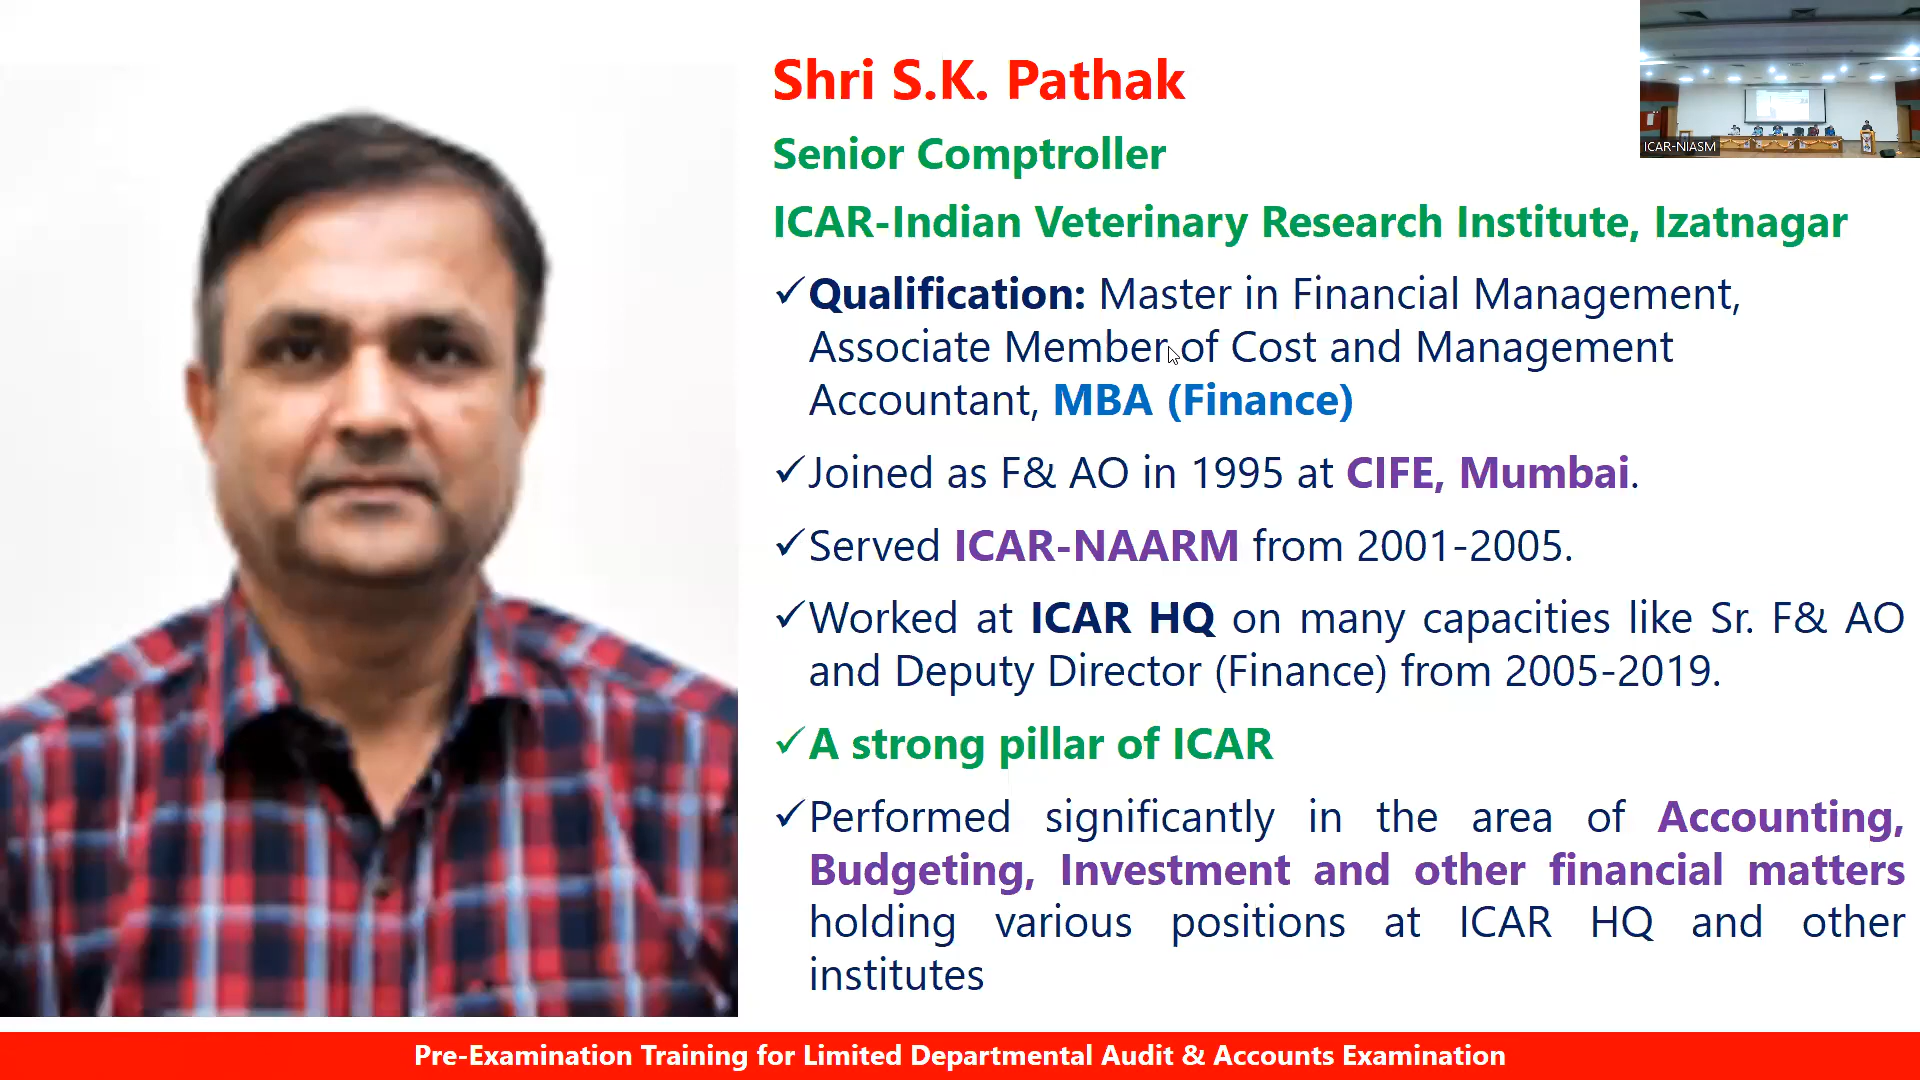 Shri S.K. Pathak
Senior Comptroller
ICAR-Indian Veterinary Research Institute, Izatnagar
✓Qualification: Master in Financial Management,
Associate Member of Cost and Management
Accountant, MBA (Finance)
✓Joined as F& AO in 1995 at CIFE, Mumbai.
✓Served ICAR-NAARM from 2001-2005.
✓Worked at ICAR HQ on many capacities like Sr. F& AO
and Deputy Director (Finance) from 2005-2019.
✓A strong pillar of ICAR
✓Performed significantly in the area of Accounting,
Budgeting, Investment and other financial matters
holding various positions at ICAR HQ and other
institutes
ICAR-NIASM
Pre-Examination Training for Limited Departmental Audit & Accounts Examination